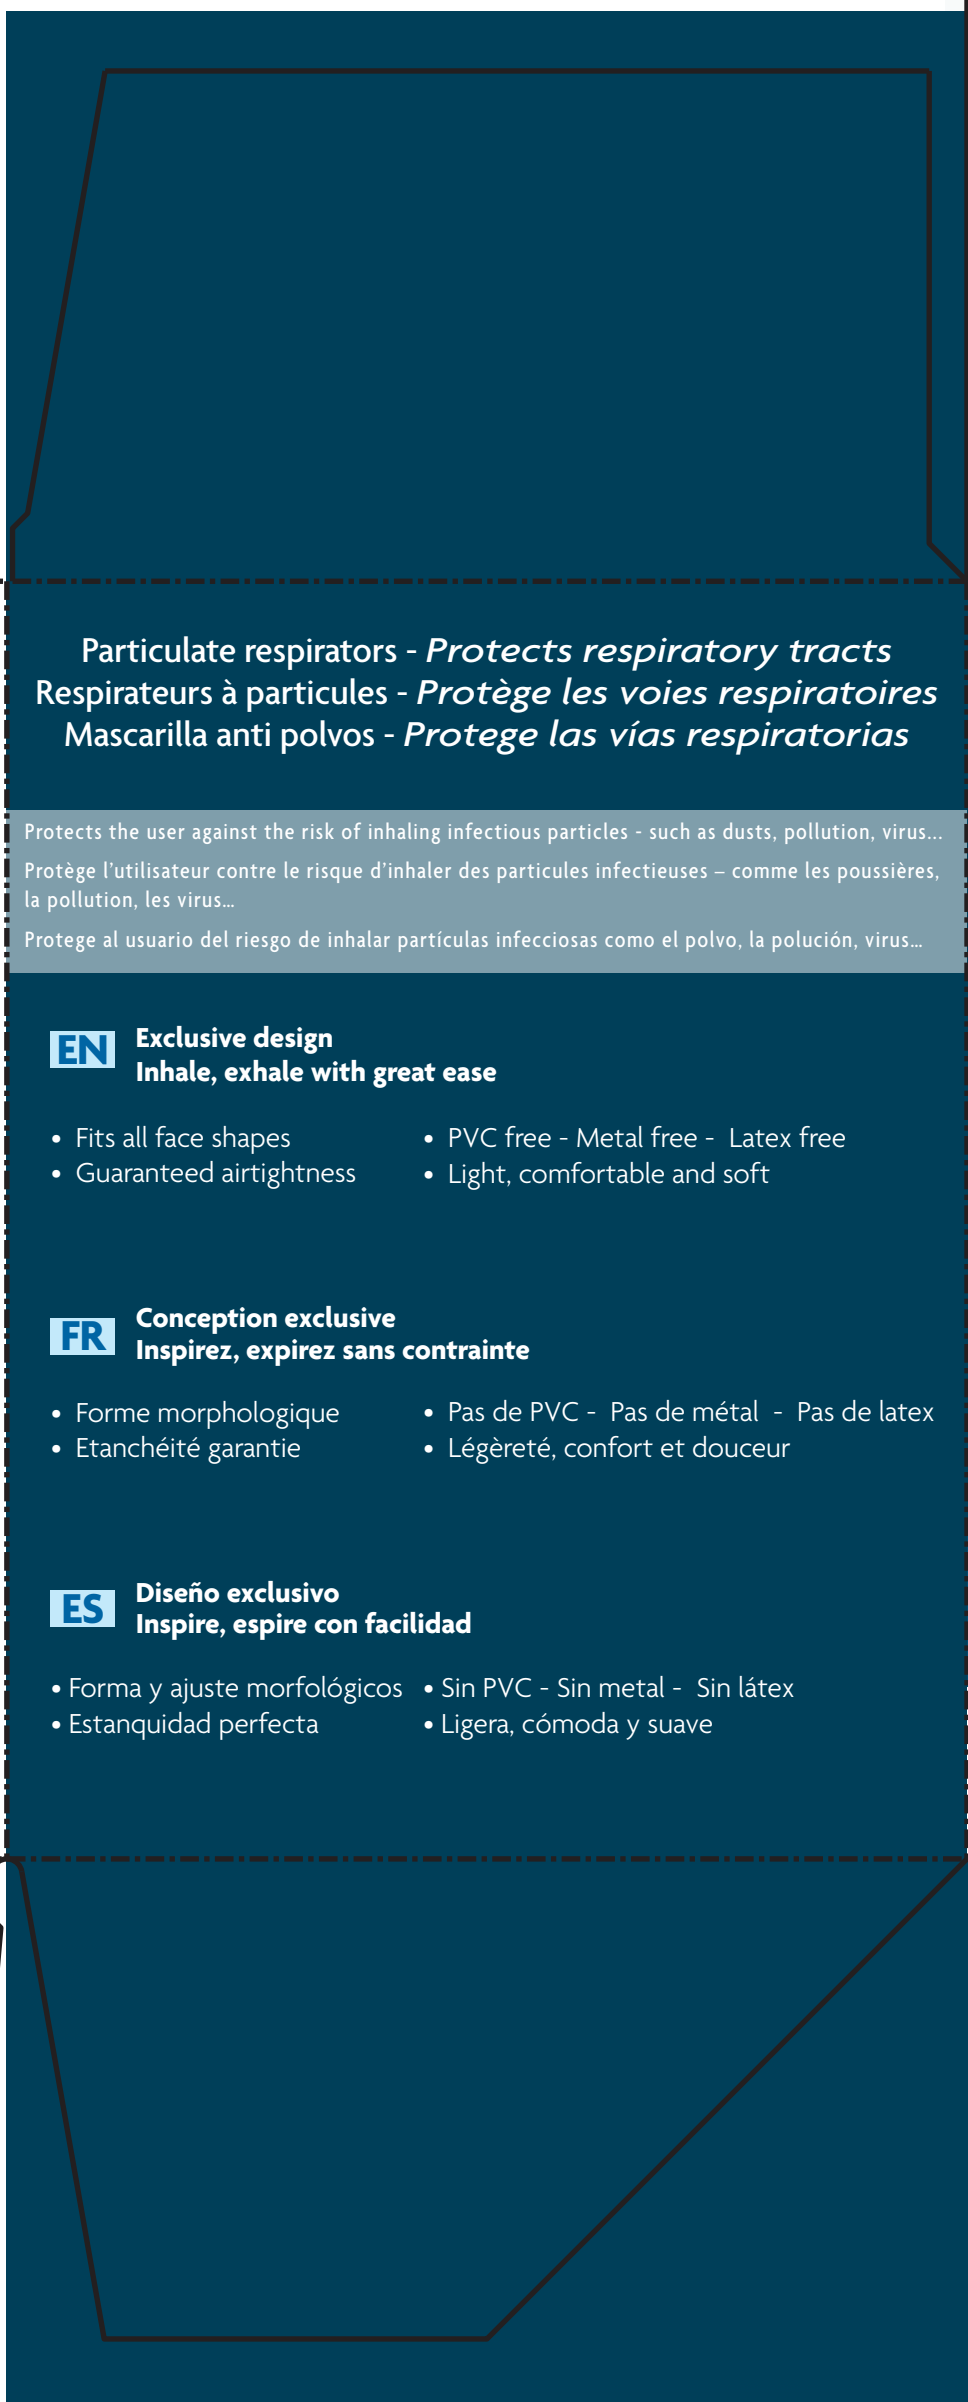 Particulate respirators - Protects respiratory tracts
Respirateurs à particules - Protège les voies respiratoires
Mascarilla anti polvos - Protege las vías respiratorias
Protects the user against the risk of inhaling infectious particles - such as dusts, pollution, virus...
Protège l’utilisateur contre le risque d’inhaler des particules infectieuses – comme les poussières,
la pollution, les virus...
Protege al usuario del riesgo de inhalar partículas infecciosas como el polvo, la polución, virus...
EN Exclusive design
Inhale, exhale with great ease
• Fits all face shapes
• Guaranteed airtightness
• PVC free - Metal free - Latex free
• Light, comfortable and soft
FR Conception exclusive
Inspirez, expirez sans contrainte
• Forme morphologique
• Etanchéité garantie
• Pas de PVC - Pas de métal - Pas de latex
• Légèreté, confort et douceur
ES Diseño exclusivo
Inspire, espire con facilidad
• Forma y ajuste morfológicos
• Estanquidad perfecta
• Sin PVC - Sin metal - Sin látex
• Ligera, cómoda y suave